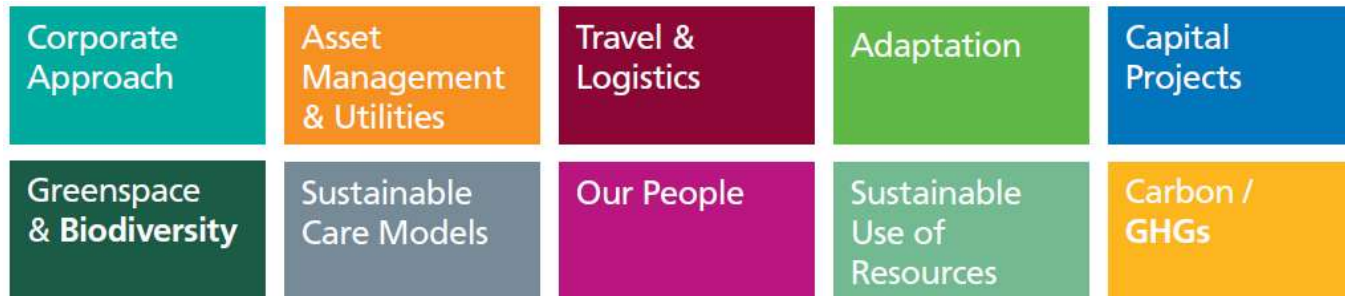 Corporate
Approach
Asset
Management
& Utilities
Travel &
Logistics
Adaptation
Capital
Projects
Greenspace
& Biodiversity
Sustainable
Care Models
Our People
Sustainable
Use of
Resources
Carbon /
GHGs